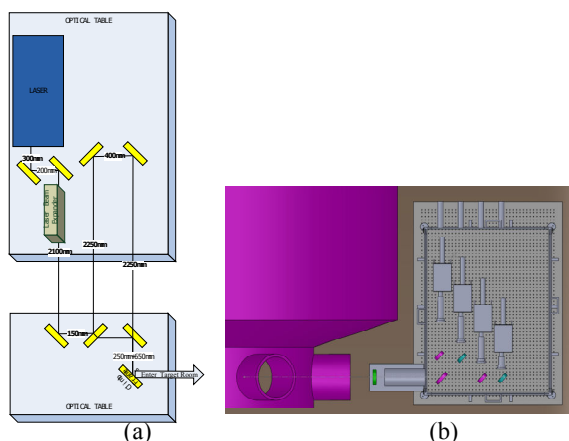 OPTICAL TABLE
LASER
300mm
200mm
400mm
Laser Beam
Expander
2100mm
2250mm
2250mm
150mm
250mm+650mm
Enter Target Room
OPTICAL TABLE
(a)
(b)